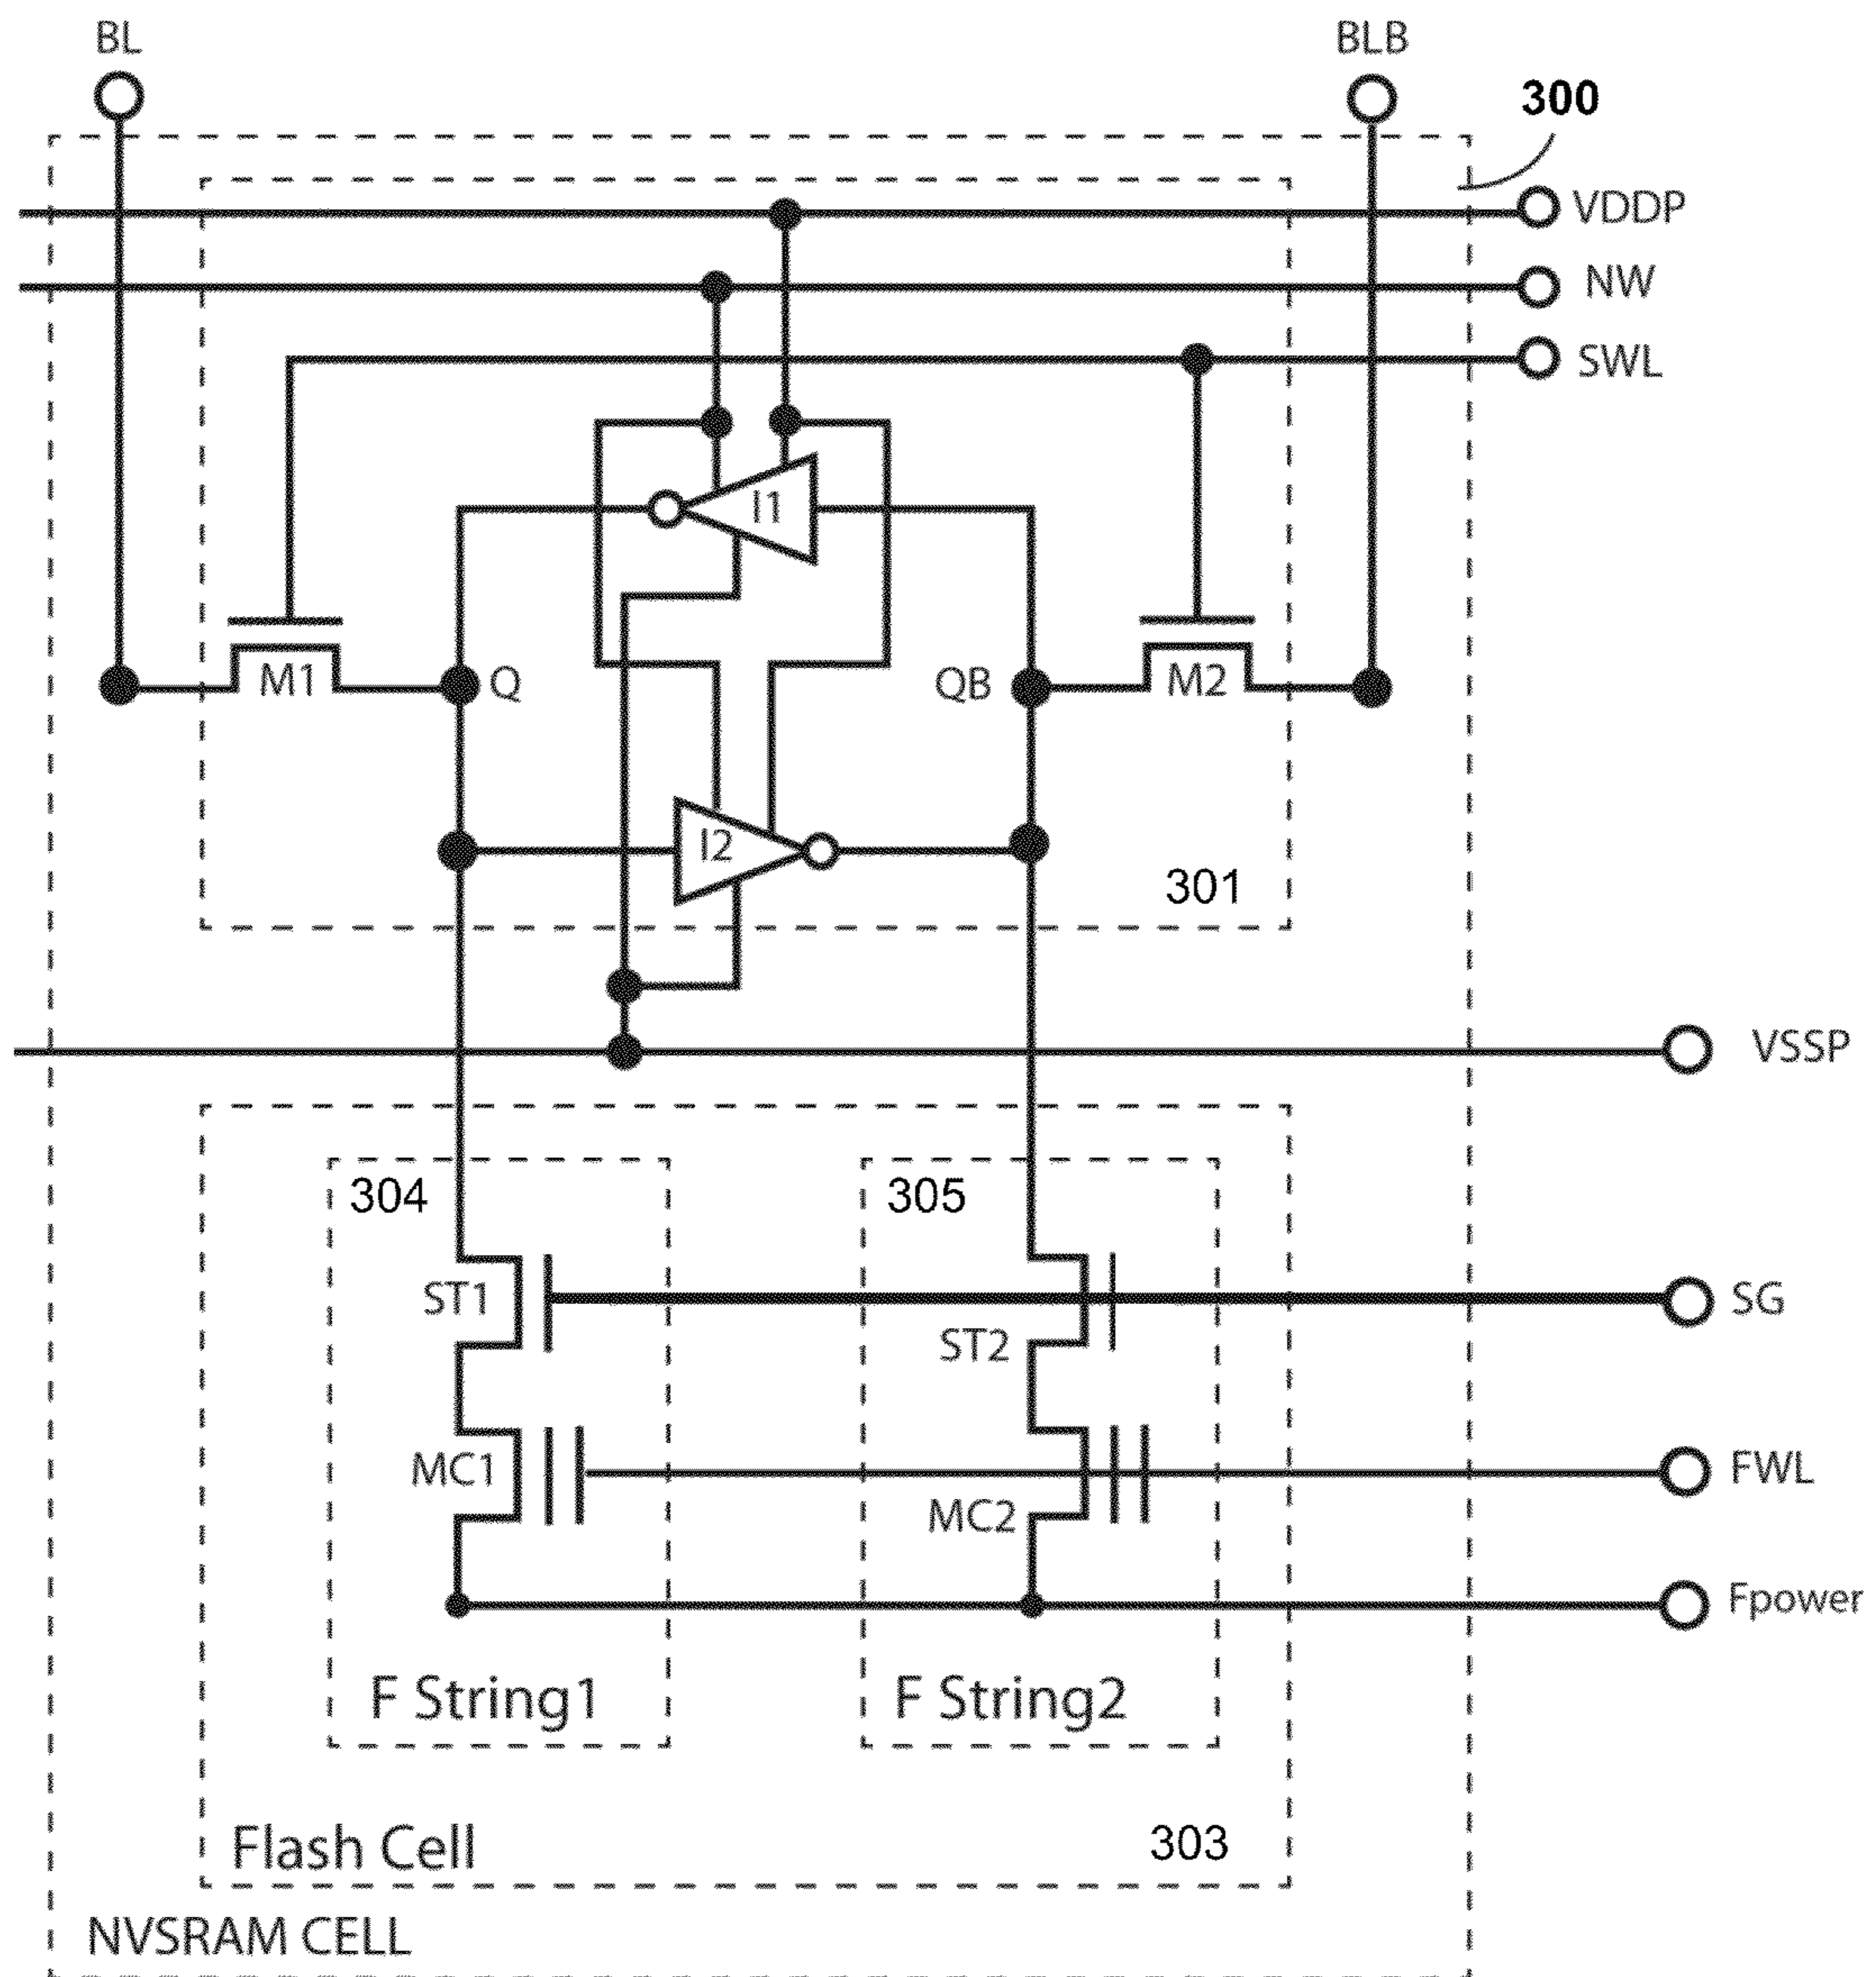 BL
BLB
300
VDDP
NW
SWL
I1
M1
Q
QB
M2
I2
301
VSSP
304
305
ST1
SG
ST2
MC1
FWL
MC2
Fpower
F String1
F String2
Flash Cell
303
NVSRAM CELL